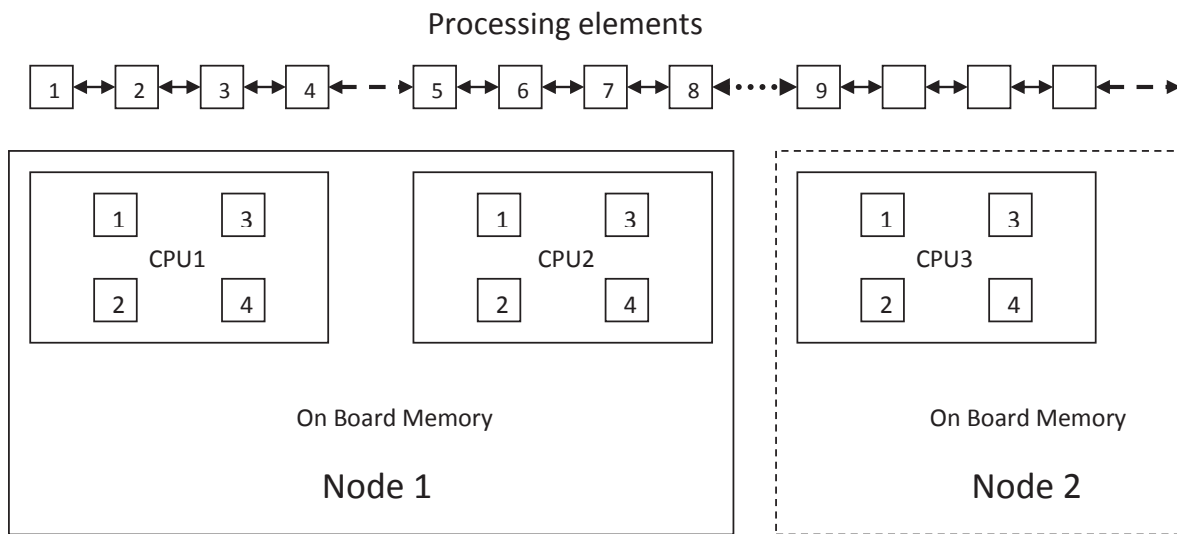 Processing elements
1 2 3 4 5 6 7 8 9
1 3 1 3 1 3
CPU1 CPU2 CPU3
2 4 2 4 2 4
On Board Memory On Board Memory
Node 1 Node 2